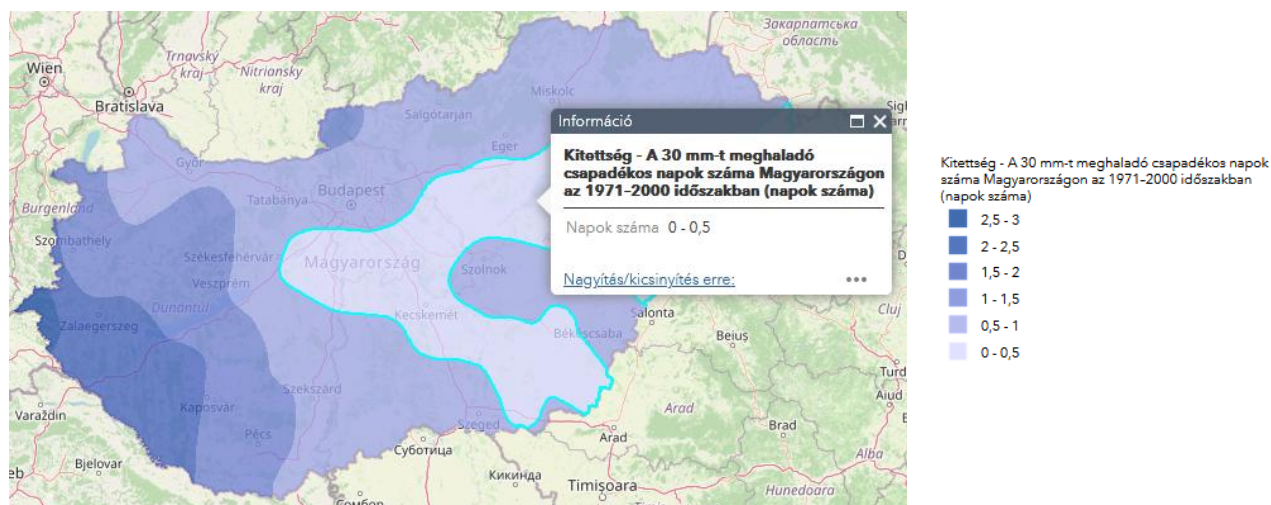 Закарпатська
область
Trnavský
kraj
Nitriansky
kraj
Wien
Bratislava
Miskolc
Salgótarján
Eger
Győr
Budapest
Tatabánya
Burgenland
Szombathely
Székesfehérvár
Veszprém
Magyarország
Szolnok
Dunántúl
Zalaegerszeg
Kecskemét
Békéscsaba
Salonta
Beiuș
Cluj
Szekszárd
Kaposvár
Pécs
Szeged
Varaždin
Bjelovar
Суботица
Кикинда
Сомбор
Arad
Arad
Brad
Turd
Aiud
Alba
Timișoara
Hunedoara
Információ
Kitettség - A 30 mm-t meghaladó
csapadékos napok száma Magyarországon
az 1971-2000 időszakban (napok száma)
Napok száma 0 - 0,5
Nagyítás/kicsinyítés erre:
Kitettség - A 30 mm-t meghaladó csapadékos napok
száma Magyarországon az 1971-2000 időszakban
(napok száma)
2,5 - 3
2 - 2,5
1,5 - 2
1 - 1,5
0,5 - 1
0 - 0,5